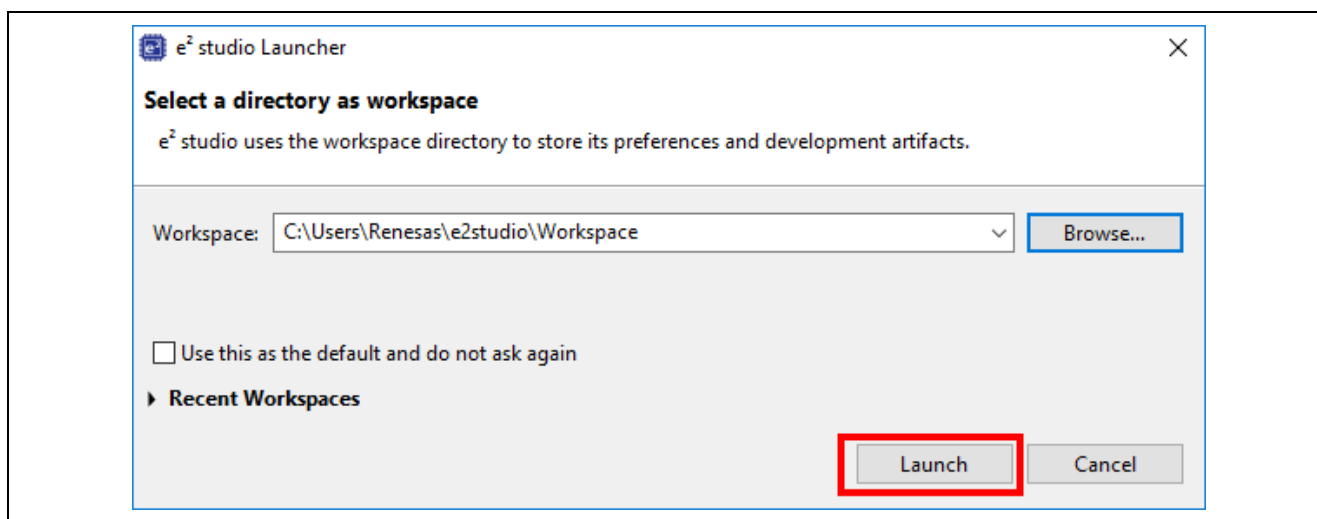 e² studio Launcher
Select a directory as workspace
e² studio uses the workspace directory to store its preferences and development artifacts.
Workspace: C:\Users\Renesas\e2studio\Workspace Browse...
Use this as the default and do not ask again
Recent Workspaces
Launch Cancel